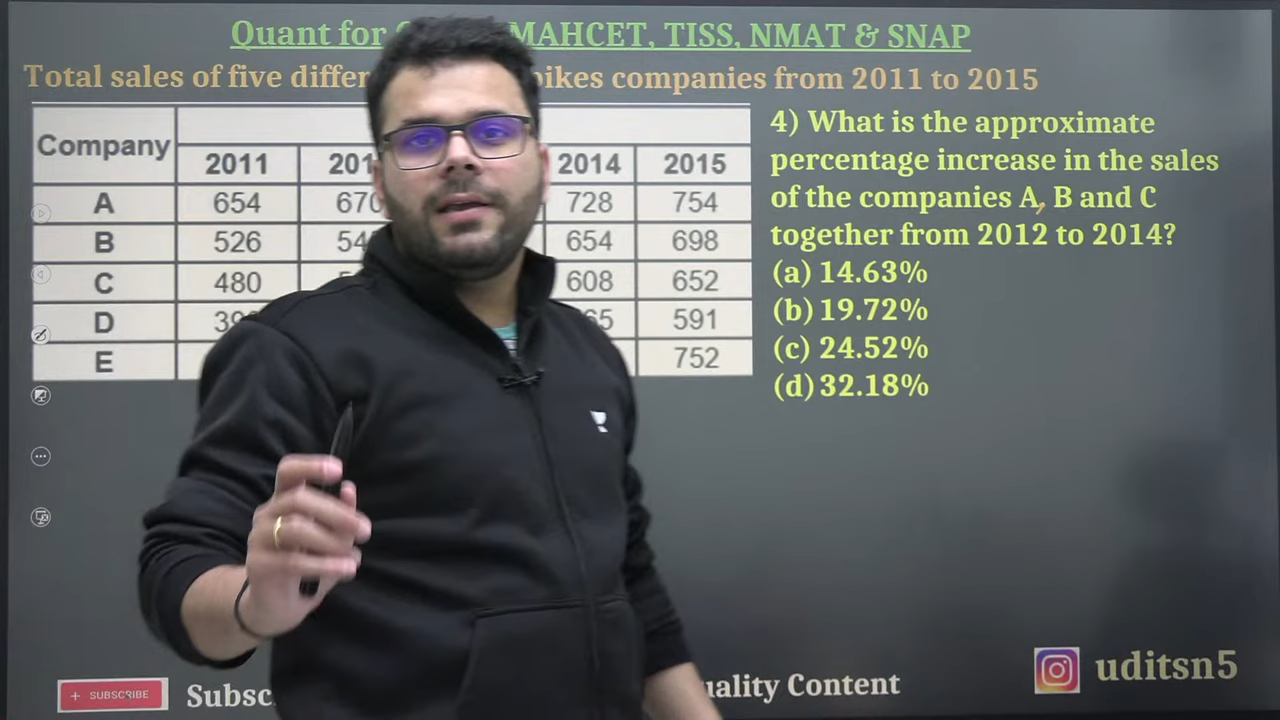 Quant for MAHCET, TISS, NMAT & SNAP
Total sales of five bikes companies from 2011 to 2015
Company
2011 2014 2015
A 654 670 728 754
B 526 654 698
C 480 608 652
D 591
E 752
4) What is the approximate
percentage increase in the sales
of the companies A, B and C
together from 2012 to 2014?
(a) 14.63%
(b) 19.72%
(c) 24.52%
(d) 32.18%
+ SUBSCRIBE
Content
uditsn5